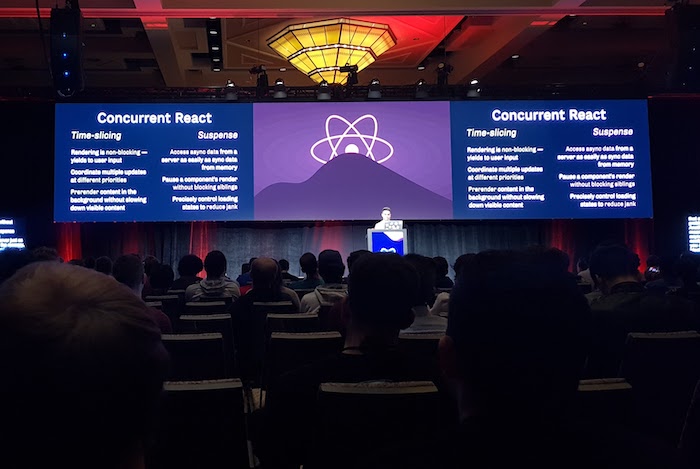 Concurrent React
Time-slicing
Rendering is non-blocking —
yields to user input
Coordinate multiple updates
at different priorities
Prerender content in the
background without slowing
down visible content
Suspense
Access async data from a
server as easily as sync data
from memory
Pause a component's render
without blocking siblings
Precisely control loading
states to reduce jank
Concurrent React
Time-slicing
Rendering is non-blocking —
yields to user input
Coordinate multiple updates
at different priorities
Prerender content in the
background without slowing
down visible content
Suspense
Access async data from a
server as easily as sync data
from memory
Pause a component's render
without blocking siblings
Precisely control loading
states to reduce jank